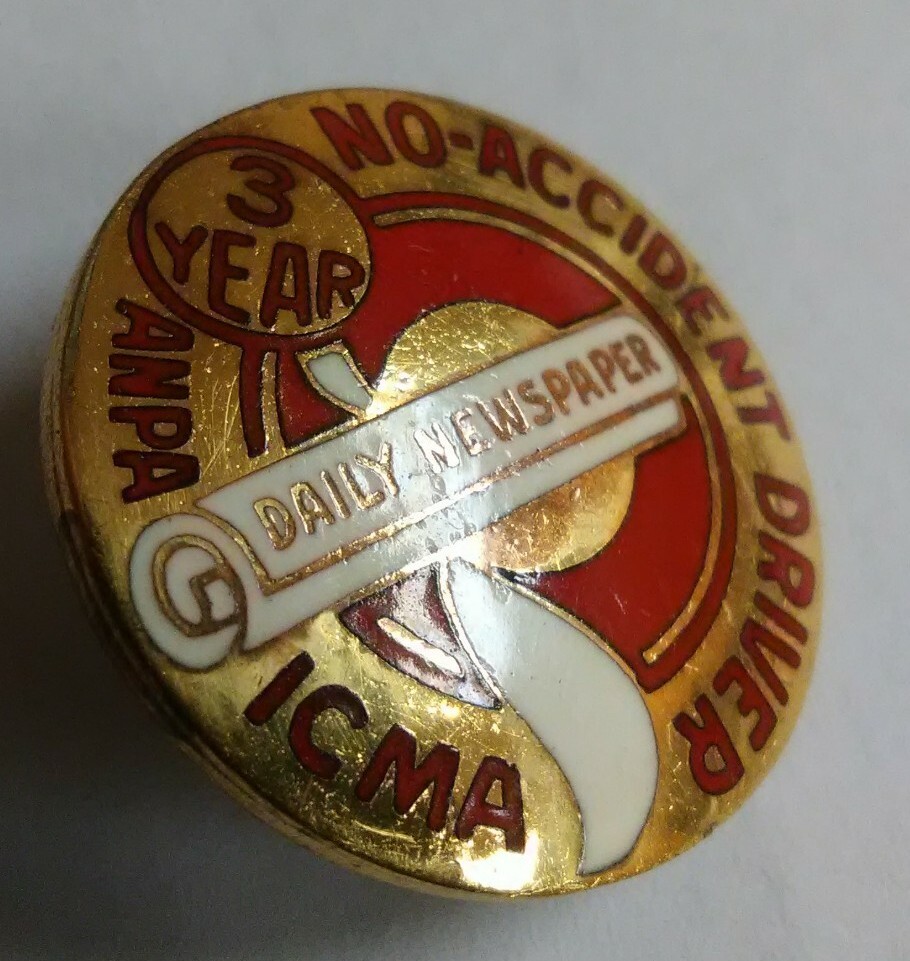 NO-ACCIDENT DRIVER
3
YEAR
ANPA
DAILY NEWSPAPER
ICMA